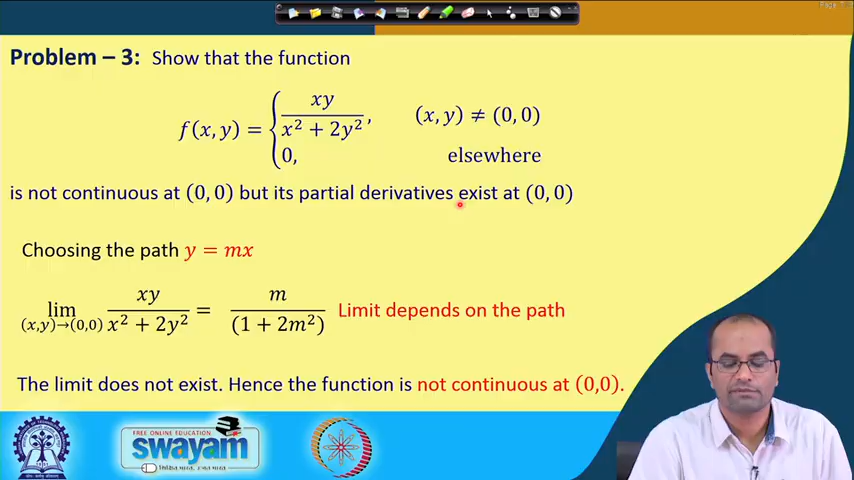 Problem – 3: Show that the function
f(x, y) = { xy / (x² + 2y²), (x, y) ≠ (0, 0)
0, elsewhere
is not continuous at (0, 0) but its partial derivatives exist at (0, 0)
Choosing the path y = mx
lim (x,y)→(0,0) xy / (x² + 2y²) = m / (1 + 2m²) Limit depends on the path
The limit does not exist. Hence the function is not continuous at (0,0).
FREE ONLINE EDUCATION
swayam